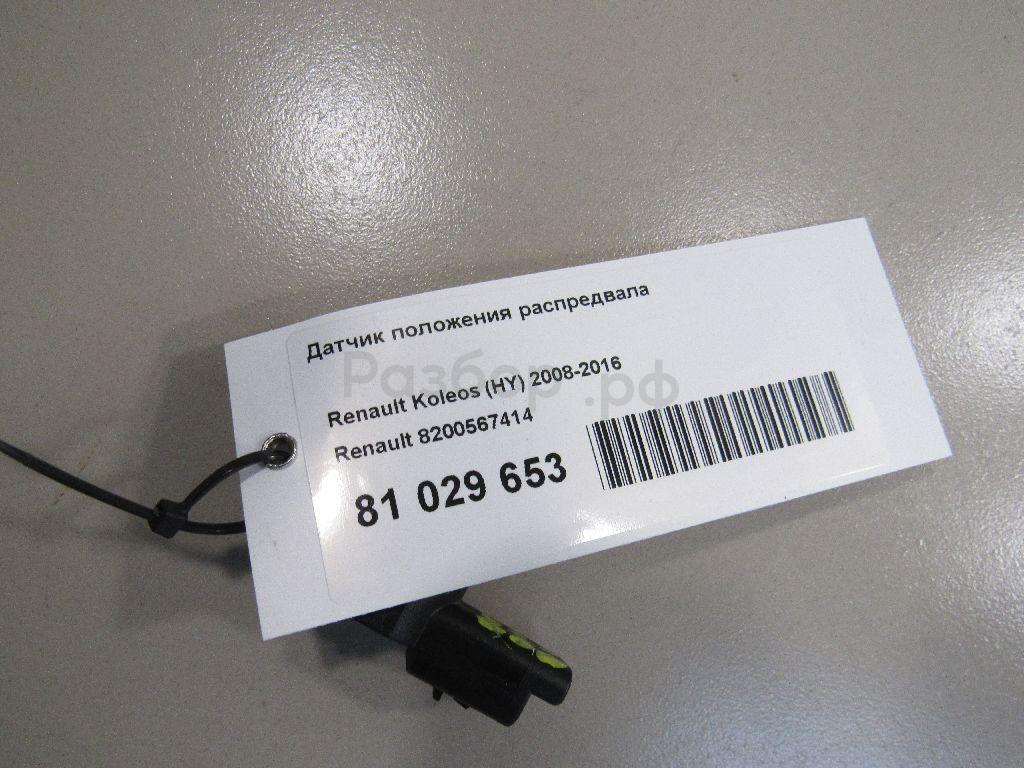 Датчик положения распредвала
Разбор.рф
Renault Koleos (HY) 2008-2016
Renault 8200567414
81 029 653